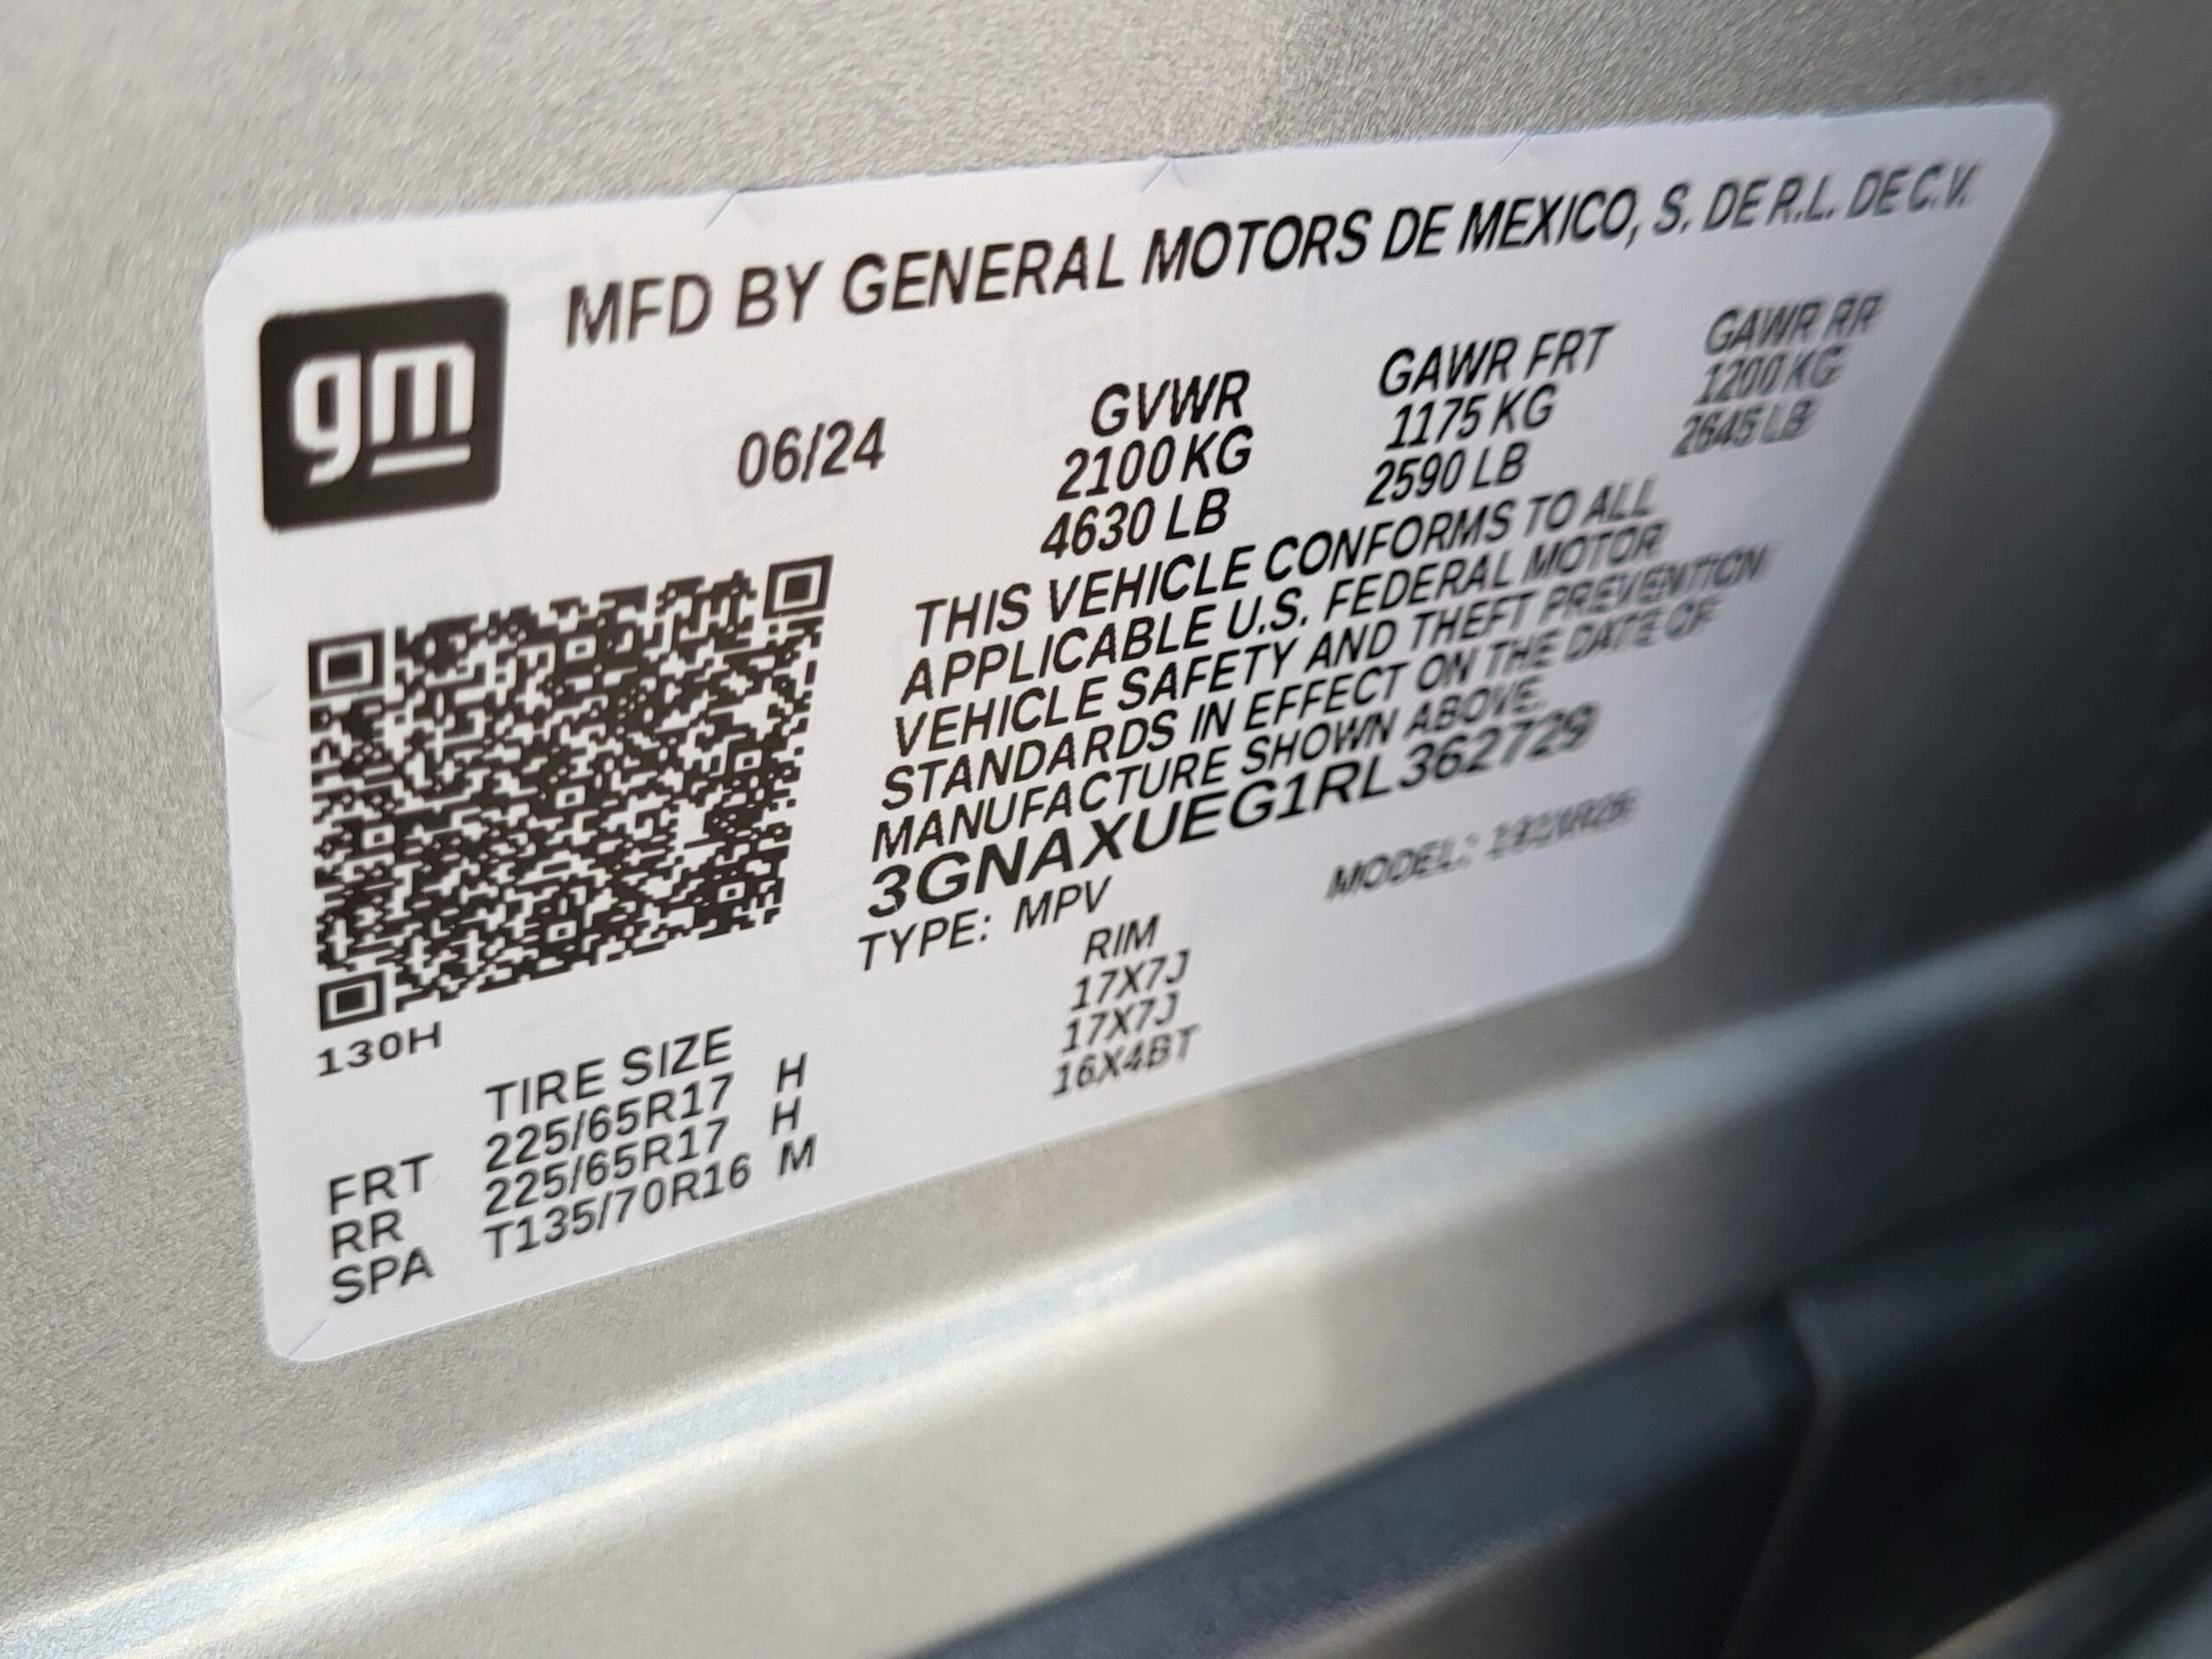 gm
MFD BY GENERAL MOTORS DE MEXICO, S. DE R.L. DE C.V.
06/24
GVWR GAWR FRT GAWR RR
2100 KG 1175 KG 1200 KG
4630 LB 2590 LB 2645 LB
THIS VEHICLE CONFORMS TO ALL
APPLICABLE U.S. FEDERAL MOTOR
VEHICLE SAFETY AND THEFT PREVENTION
STANDARDS IN EFFECT ON THE DATE OF
MANUFACTURE SHOWN ABOVE.
3GNAXUEG1RL362729
TYPE: MPV MODEL:
130H
TIRE SIZE RIM
FRT 225/65R17 H 17X7J
RR 225/65R17 H 17X7J
SPA T135/70R16 M 16X4BT